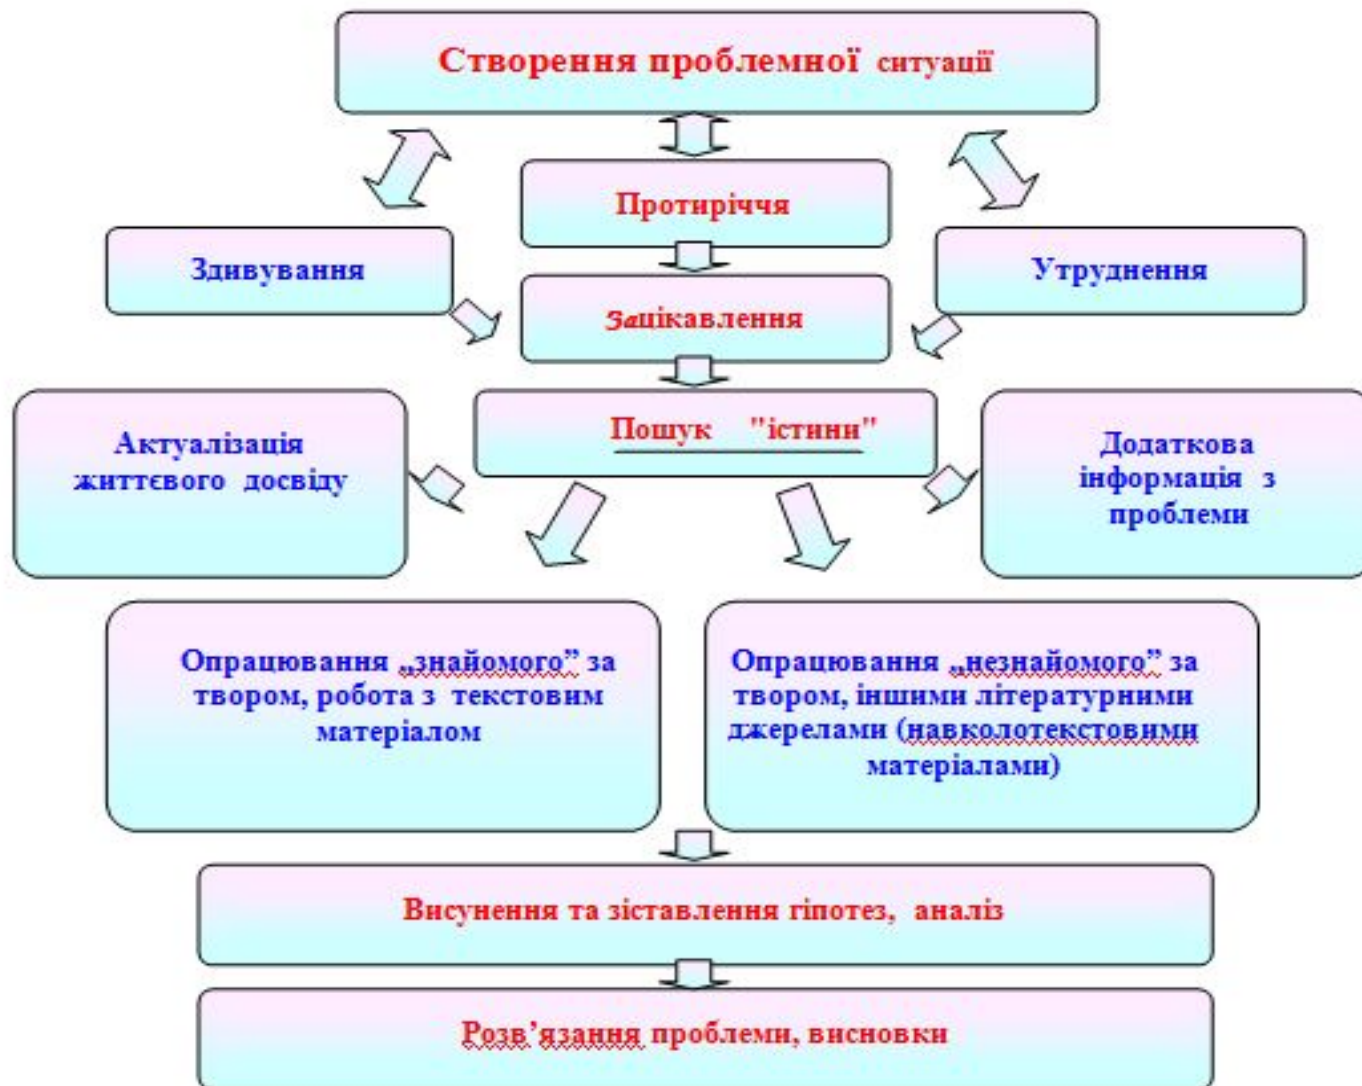 Створення проблемної ситуації
Протиріччя
Здивування
Утруднення
Зацікавлення
Пошук "істини"
Актуалізація
життєвого досвіду
Додаткова
інформація з
проблеми
Опрацювання „знайомого” за
твором, робота з текстовим
матеріалом
Опрацювання „незнайомого” за
твором, іншими літературними
джерелами (навколотекстовими
матеріалами)
Висунення та зіставлення гіпотез, аналіз
Розв’язання проблеми, висновки